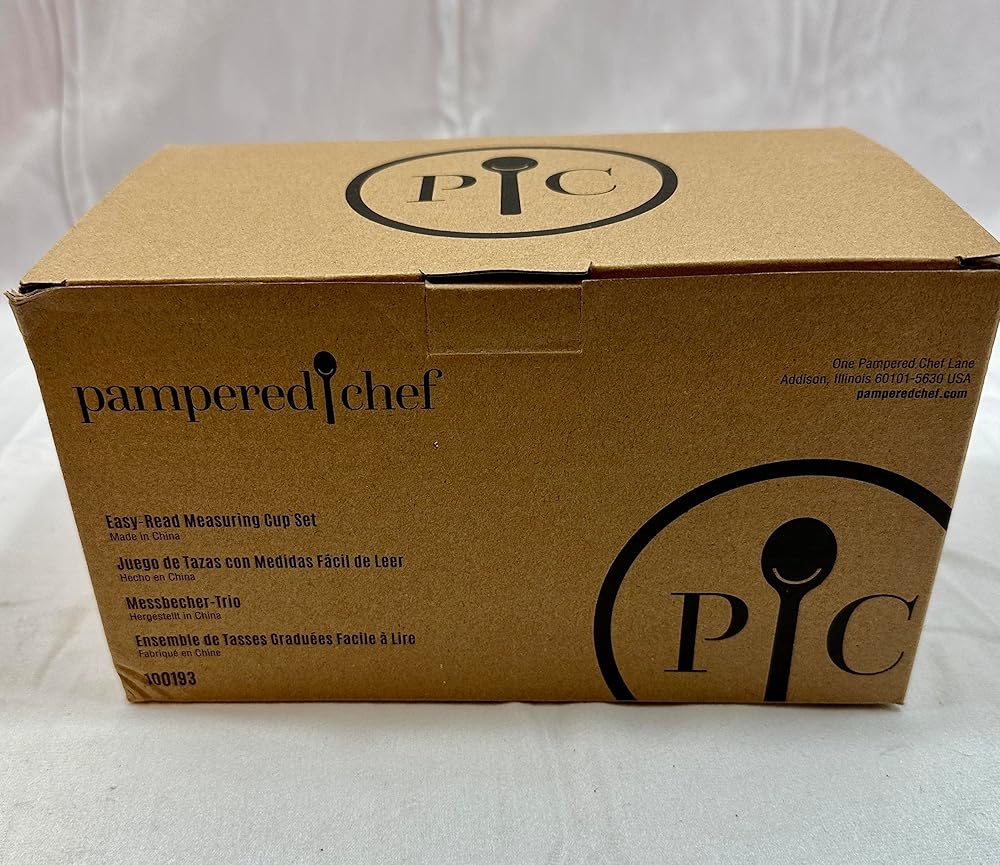 P C
pampered chef
One Pampered Chef Lane
Addison, Illinois 60101-5630 USA
pamperedchef.com
Easy-Read Measuring Cup Set
Made in China
Juego de Tazas con Medidas Fácil de Leer
Hecho en China
Messbecher-Trio
Hergestellt in China
Ensemble de Tasses Graduées Facile à Lire
Fabriqué en Chine
100193
P C